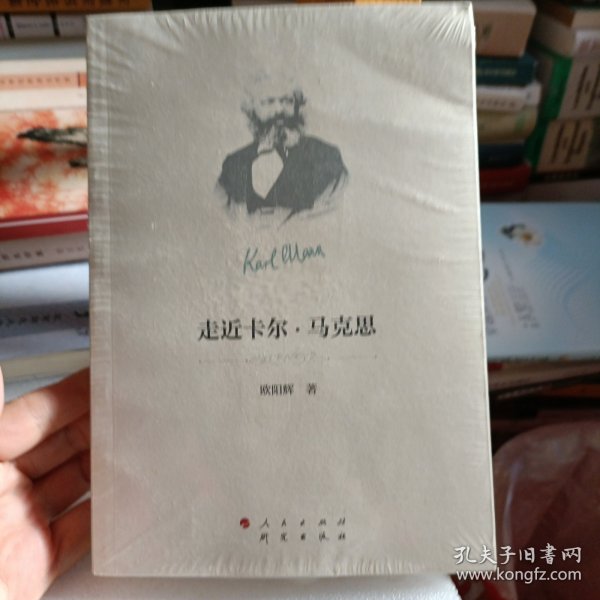 Karl Marx
走近卡尔·马克思
欧阳辉 著
人民出版社
研究出版社
孔夫子旧书网
www.kongfz.com